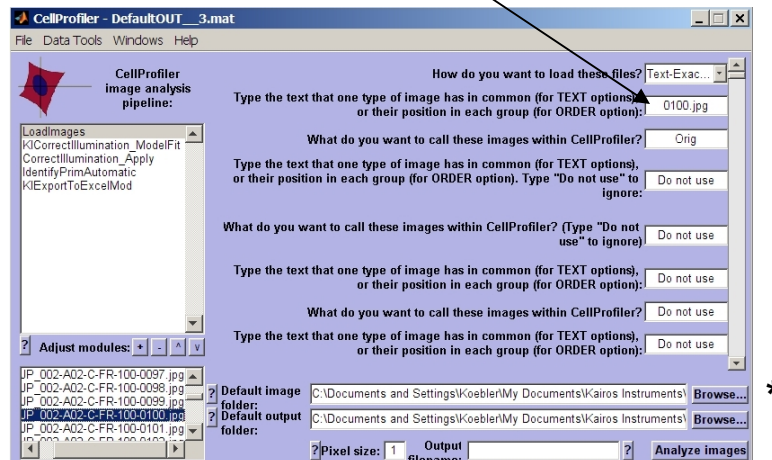 CellProfiler - DefaultOUT__3.mat
File Data Tools Windows Help
CellProfiler
image analysis
pipeline:
LoadImages
KICorrectIllumination_ModelFit
CorrectIllumination_Apply
IdentifyPrimAutomatic
KIExportToExcelMod
How do you want to load these files? Text-Exac...
Type the text that one type of image has in common (for TEXT options),
or their position in each group (for ORDER option): 0100.jpg
What do you want to call these images within CellProfiler? Orig
Type the text that one type of image has in common (for TEXT options),
or their position in each group (for ORDER option). Type "Do not use" to
ignore: Do not use
What do you want to call these images within CellProfiler? (Type "Do not
use" to ignore) Do not use
Type the text that one type of image has in common (for TEXT options),
or their position in each group (for ORDER option): Do not use
What do you want to call these images within CellProfiler? Do not use
Type the text that one type of image has in common (for TEXT options),
or their position in each group (for ORDER option): Do not use
? Adjust modules: + - ^ v
JP_002-A02-C-FR-100-0097.jpg
JP_002-A02-C-FR-100-0098.jpg
JP_002-A02-C-FR-100-0099.jpg
JP_002-A02-C-FR-100-0100.jpg
JP_002-A02-C-FR-100-0101.jpg
? Default image
folder: C:\Documents and Settings\Koebler\My Documents\Kairos Instruments\ Browse... *
? Default output
folder: C:\Documents and Settings\Koebler\My Documents\Kairos Instruments\ Browse...
? Pixel size: 1 Output
filename: ? Analyze images